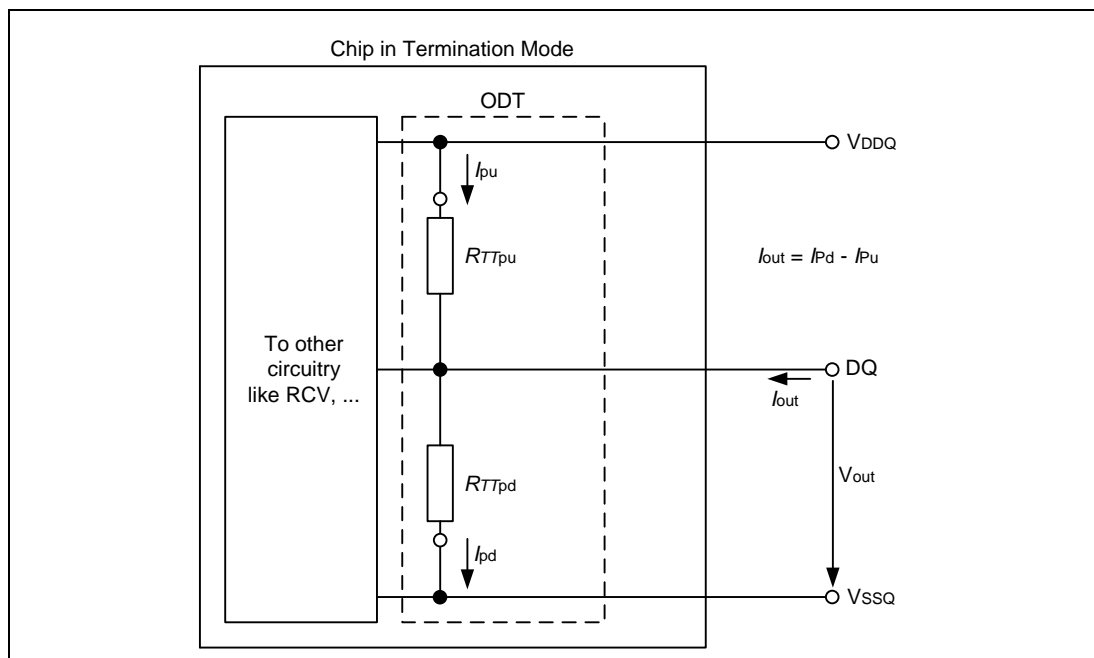 Chip in Termination Mode
ODT
VDDQ
Ipu
RTTpu
Iout = IPd - IPu
To other
circuitry
like RCV, ...
DQ
Iout
RTTpd
Vout
Ipd
VSSQ